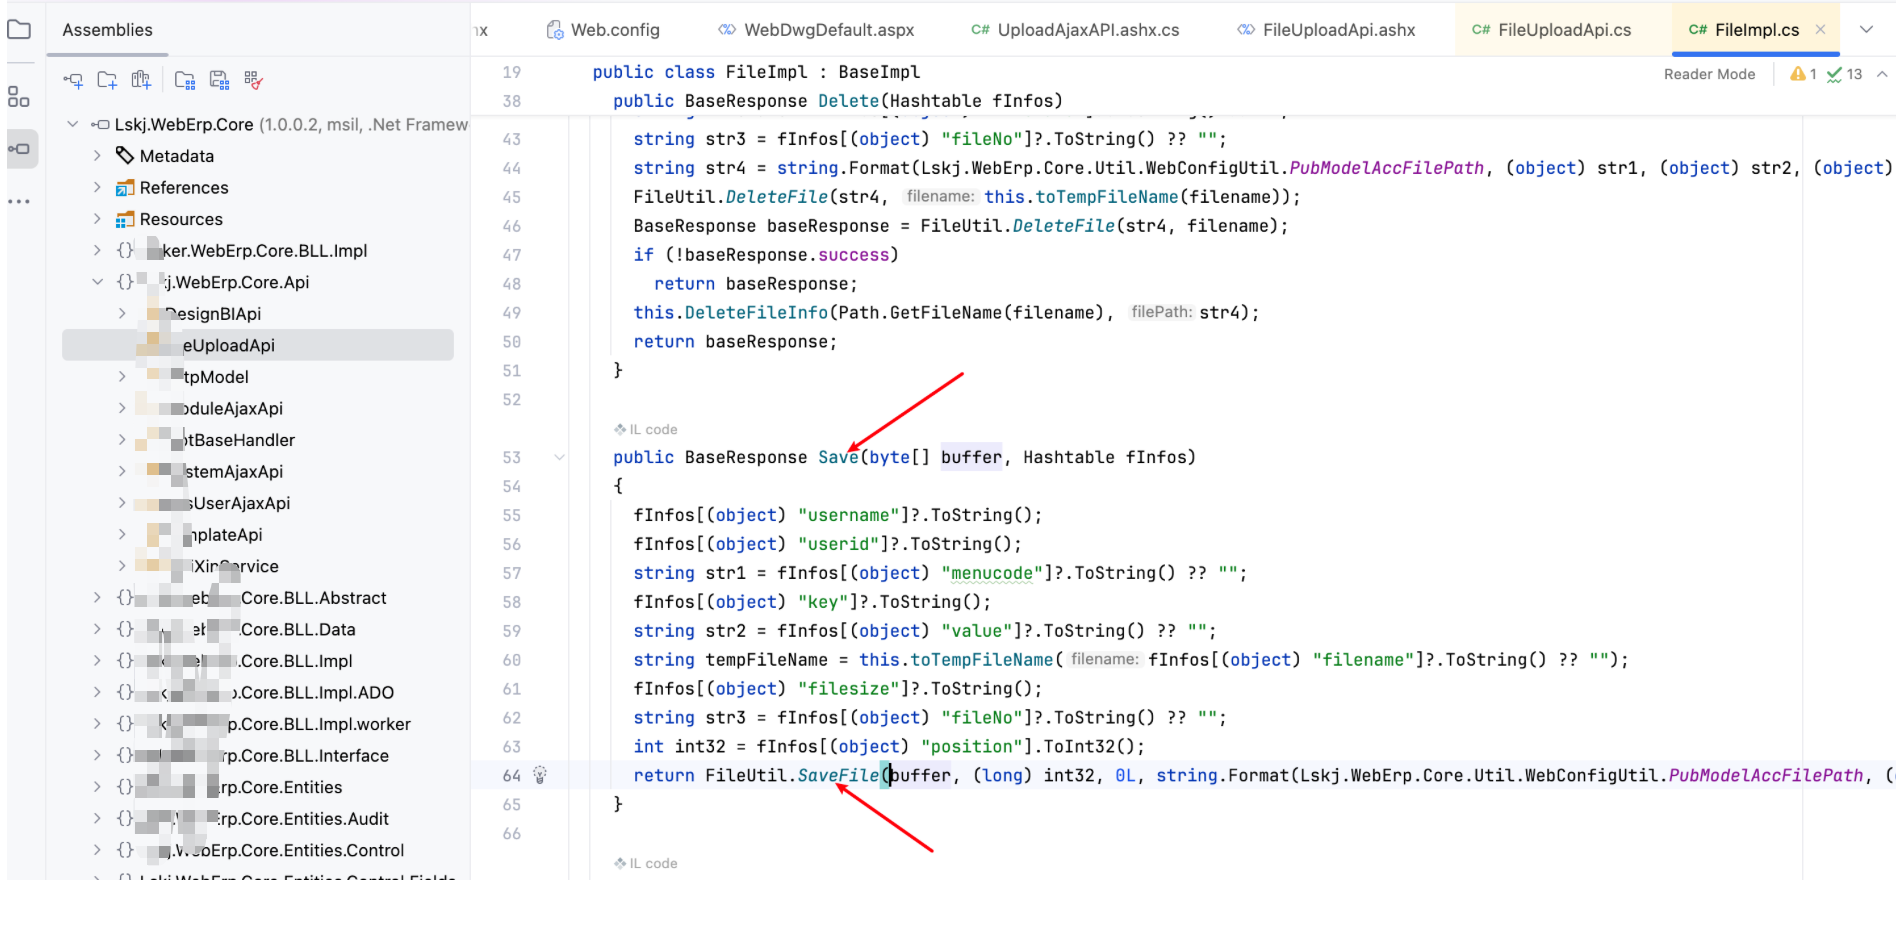 Assemblies
Lskj.WebErp.Core (1.0.0.2, msil, .Net Framew
Metadata
References
Resources
ker.WebErp.Core.BLL.Impl
j.WebErp.Core.Api
DesignBIApi
eUploadApi
tpModel
oduleAjaxApi
tBaseHandler
stemAjaxApi
sUserAjaxApi
nplateApi
iXinService
Core.BLL.Abstract
Core.BLL.Data
.Core.BLL.Impl
.Core.BLL.Impl.ADO
p.Core.BLL.Impl.worker
rp.Core.BLL.Interface
rp.Core.Entities
Erp.Core.Entities.Audit
j.WebErp.Core.Entities.Control
Lskj.WebErp.Core.Entities.Control.Fields
x Web.config WebDwgDefault.aspx C# UploadAjaxAPI.ashx.cs FileUploadApi.ashx C# FileUploadApi.cs C# FileImpl.cs
Reader Mode 1 13
19 public class FileImpl : BaseImpl
38 public BaseResponse Delete(Hashtable fInfos)
43 string str3 = fInfos[(object) "fileNo"]?.ToString() ?? "";
44 string str4 = string.Format(Lskj.WebErp.Core.Util.WebConfigUtil.PubModelAccFilePath, (object) str1, (object) str2, (object)
45 FileUtil.DeleteFile(str4, filename: this.toTempFileName(filename));
46 BaseResponse baseResponse = FileUtil.DeleteFile(str4, filename);
47 if (!baseResponse.success)
48 return baseResponse;
49 this.DeleteFileInfo(Path.GetFileName(filename), filePath: str4);
50 return baseResponse;
51 }
52
IL code
53 public BaseResponse Save(byte[] buffer, Hashtable fInfos)
54 {
55 fInfos[(object) "username"]?.ToString();
56 fInfos[(object) "userid"]?.ToString();
57 string str1 = fInfos[(object) "menucode"]?.ToString() ?? "";
58 fInfos[(object) "key"]?.ToString();
59 string str2 = fInfos[(object) "value"]?.ToString() ?? "";
60 string tempFileName = this.toTempFileName( filename: fInfos[(object) "filename"]?.ToString() ?? "");
61 fInfos[(object) "filesize"]?.ToString();
62 string str3 = fInfos[(object) "fileNo"]?.ToString() ?? "";
63 int int32 = fInfos[(object) "position"].ToInt32();
64 return FileUtil.SaveFile(buffer, (long) int32, 0L, string.Format(Lskj.WebErp.Core.Util.WebConfigUtil.PubModelAccFilePath, (
65 }
66
IL code